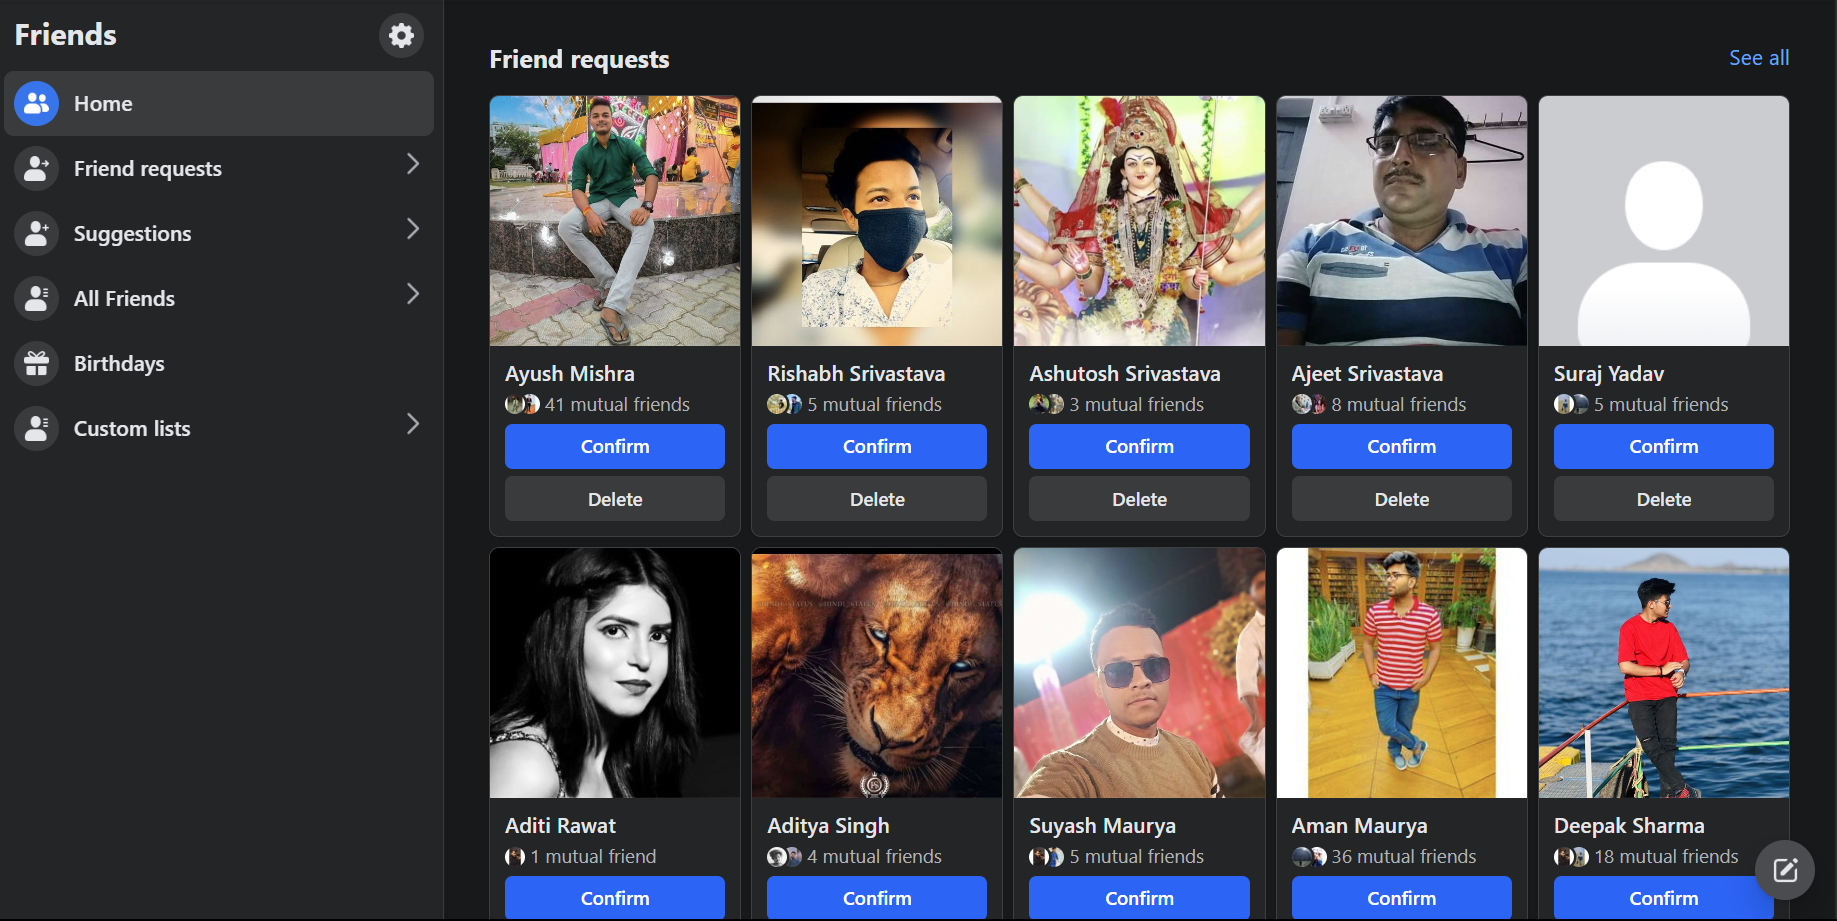 Friends
Home
Friend requests
Suggestions
All Friends
Birthdays
Custom lists
Friend requests
See all
Ayush Mishra
41 mutual friends
Confirm
Delete
Rishabh Srivastava
5 mutual friends
Confirm
Delete
Ashutosh Srivastava
3 mutual friends
Confirm
Delete
Ajeet Srivastava
8 mutual friends
Confirm
Delete
Suraj Yadav
5 mutual friends
Confirm
Delete
Aditi Rawat
1 mutual friend
Confirm
Aditya Singh
4 mutual friends
Confirm
Suyash Maurya
5 mutual friends
Confirm
Aman Maurya
36 mutual friends
Confirm
Deepak Sharma
18 mutual friends
Confirm